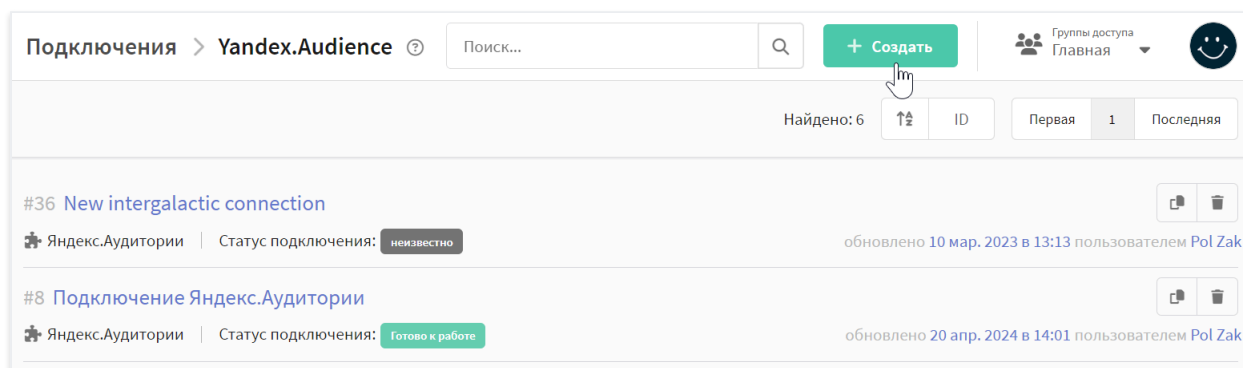 Подключения > Yandex.Audience ?
Поиск...
+ Создать
Группы доступа
Главная
Найдено: 6
ID
Первая 1 Последняя
#36 New intergalactic connection
Яндекс.Аудитории | Статус подключения: неизвестно
обновлено 10 мар. 2023 в 13:13 пользователем Pol Zak
#8 Подключение Яндекс.Аудитории
Яндекс.Аудитории | Статус подключения: Готово к работе
обновлено 20 апр. 2024 в 14:01 пользователем Pol Zak